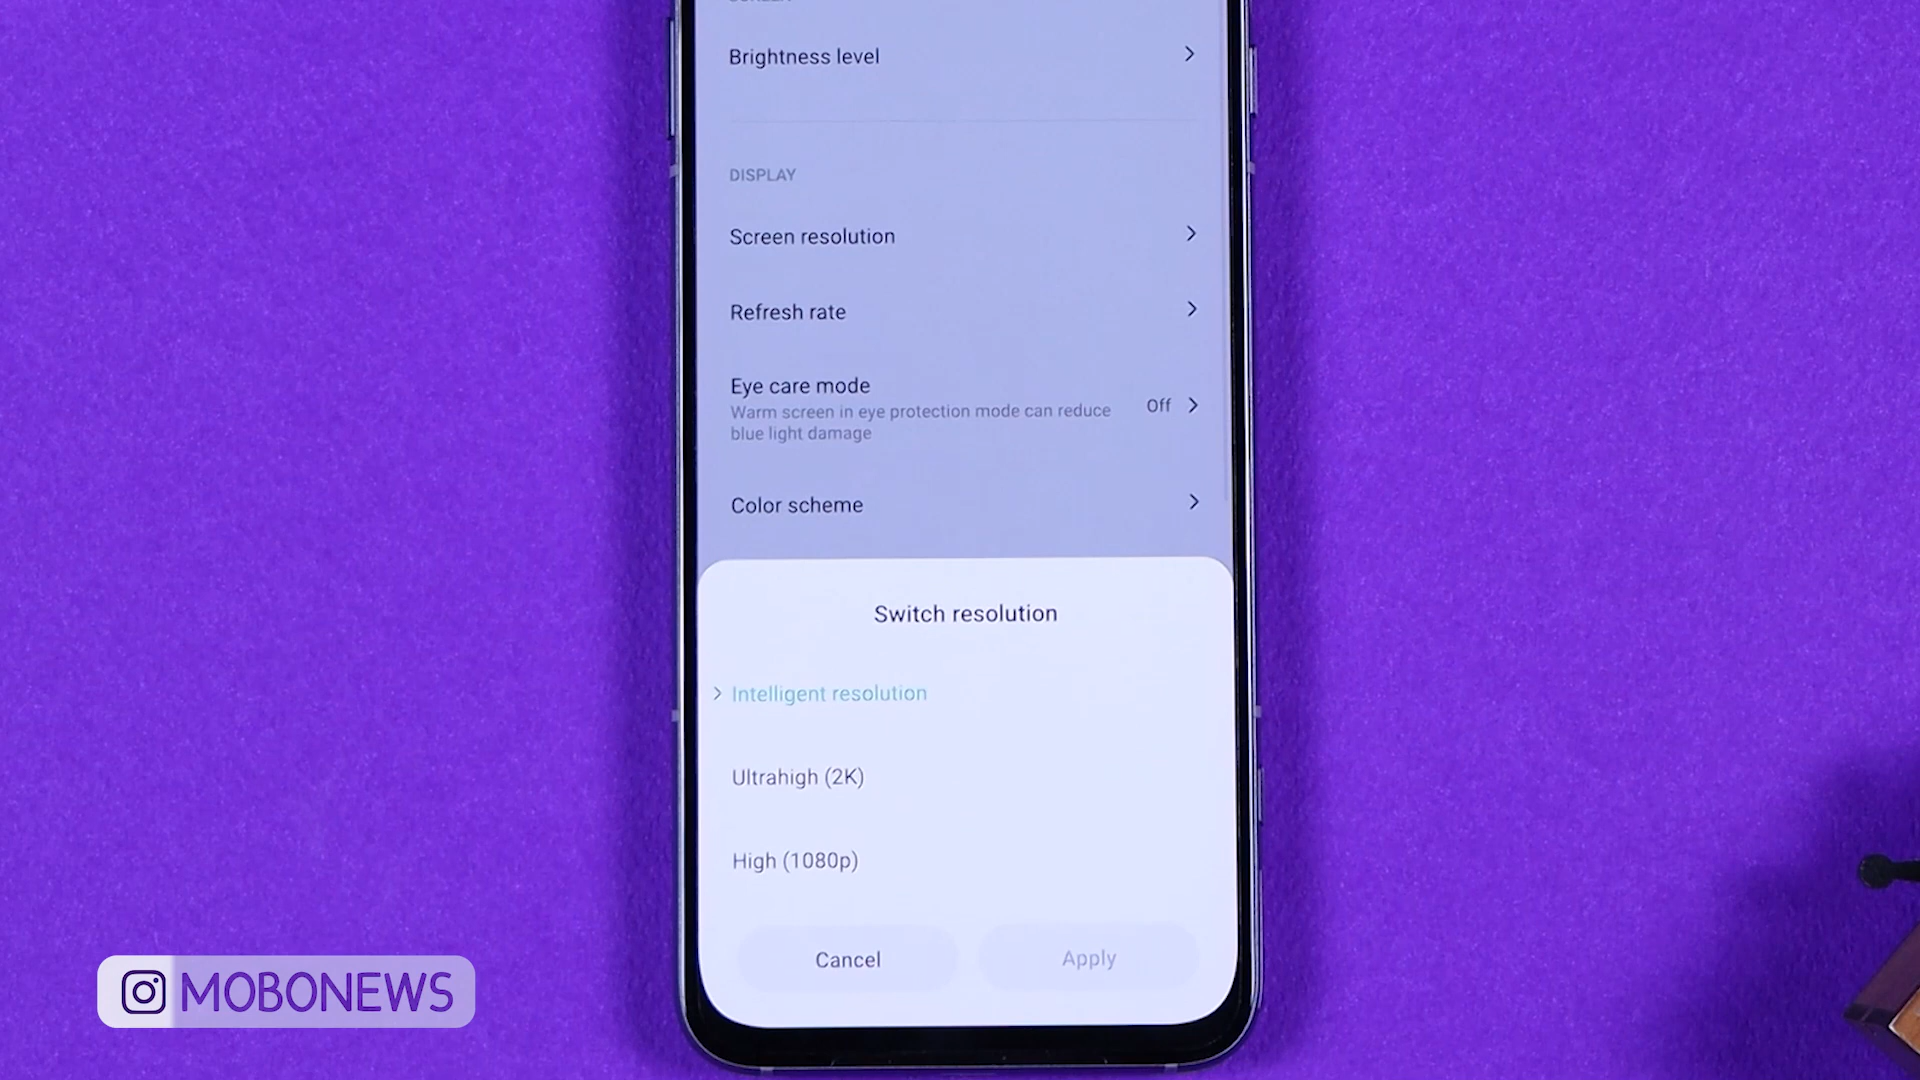 Brightness level
DISPLAY
Screen resolution
Refresh rate
Eye care mode
Warm screen in eye protection mode can reduce
blue light damage
Off
Color scheme
Switch resolution
Intelligent resolution
Ultrahigh (2K)
High (1080p)
Cancel
Apply
MOBONEWS